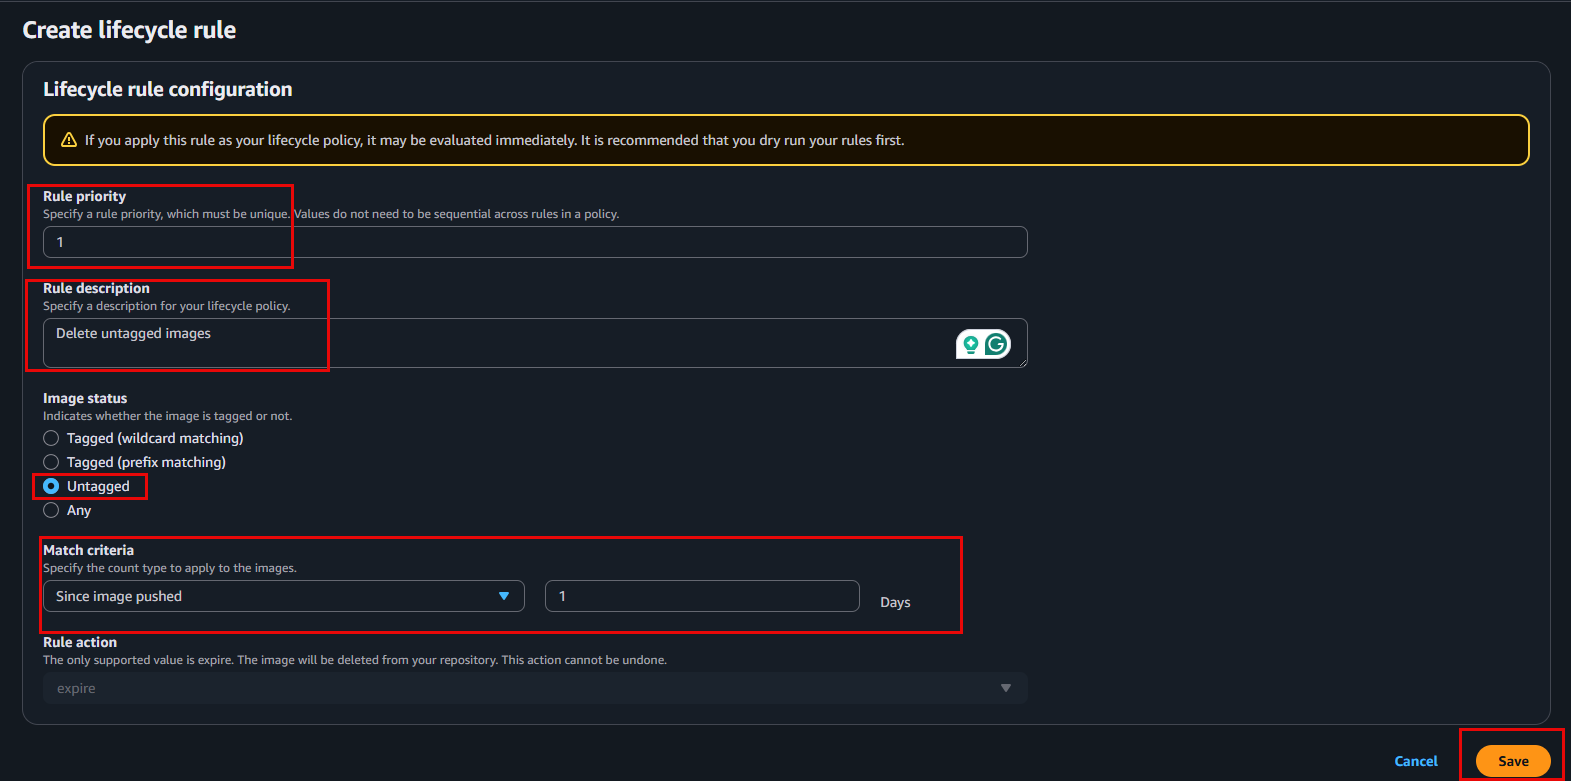 Create lifecycle rule
Lifecycle rule configuration
If you apply this rule as your lifecycle policy, it may be evaluated immediately. It is recommended that you dry run your rules first.
Rule priority
Specify a rule priority, which must be unique. Values do not need to be sequential across rules in a policy.
1
Rule description
Specify a description for your lifecycle policy.
Delete untagged images
Image status
Indicates whether the image is tagged or not.
Tagged (wildcard matching)
Tagged (prefix matching)
Untagged
Any
Match criteria
Specify the count type to apply to the images.
Since image pushed 1 Days
Rule action
The only supported value is expire. The image will be deleted from your repository. This action cannot be undone.
expire
Cancel Save